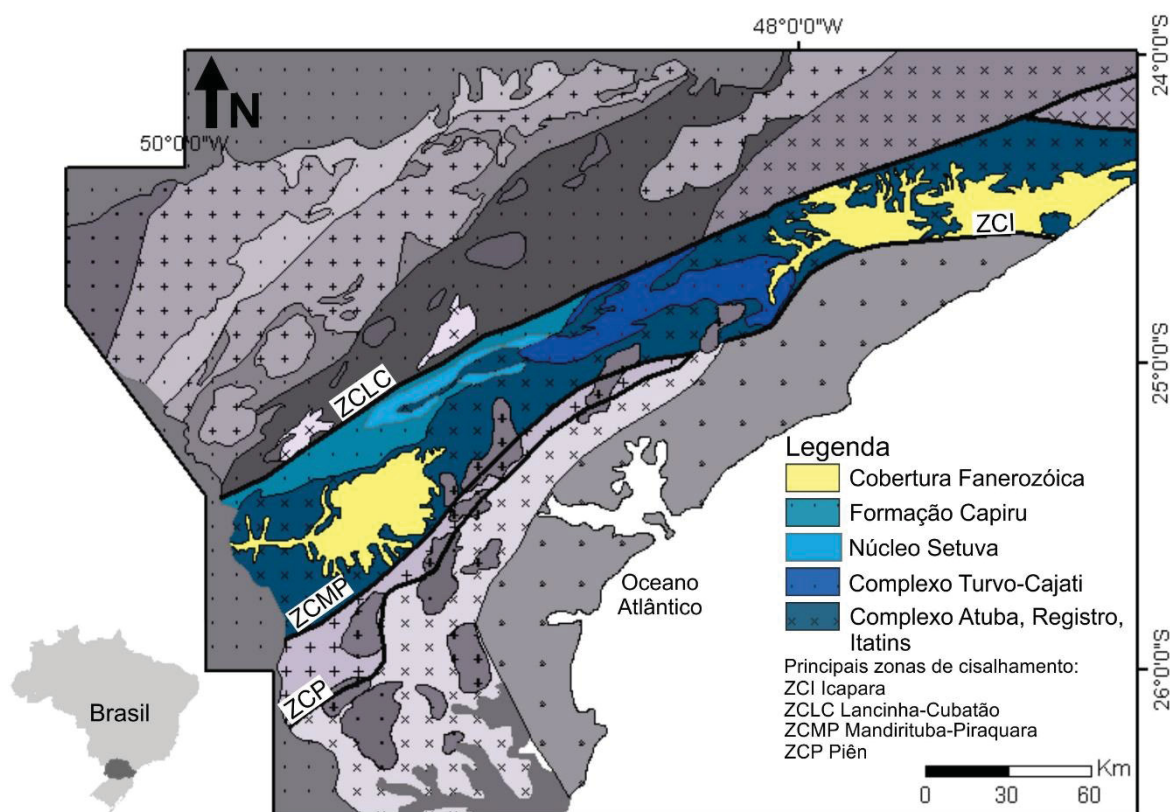 48°0'0"W
24°0'0"S
N
50°0'0"W
ZCI
25°0'0"S
ZCLC
Legenda
Cobertura Fanerozóica
Formação Capiru
Núcleo Setuva
Complexo Turvo-Cajati
Complexo Atuba, Registro,
Itatins
Oceano
Atlântico
ZCMP
26°0'0"S
Principais zonas de cisalhamento:
ZCI Icapara
ZCLC Lancinha-Cubatão
ZCMP Mandirituba-Piraquara
ZCP Piên
ZCP
Brasil
Km
0 30 60